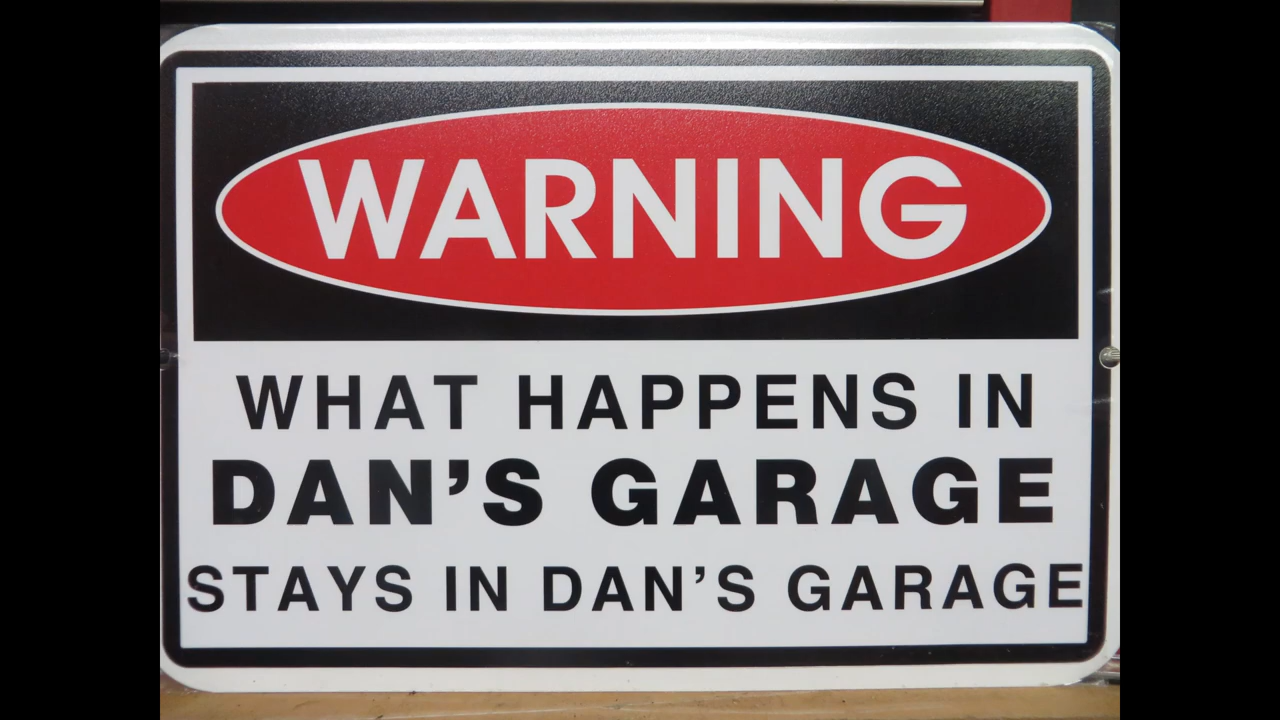 WARNING
WHAT HAPPENS IN
DAN'S GARAGE
STAYS IN DAN'S GARAGE